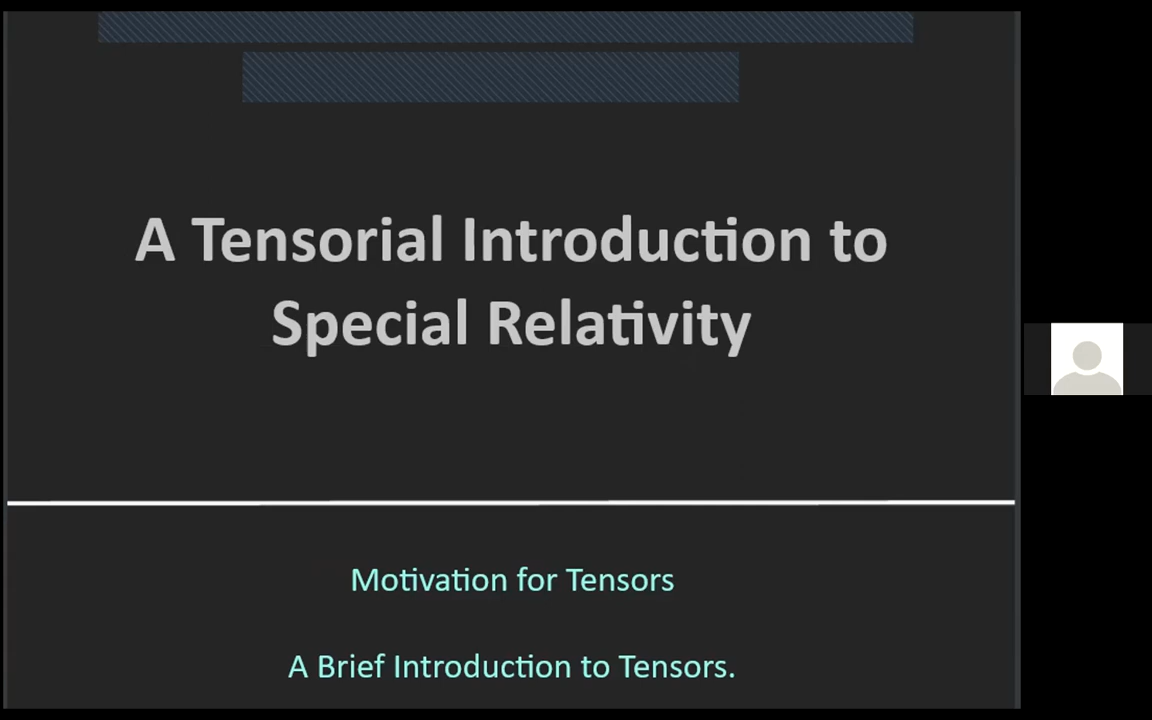 A Tensorial Introduction to
Special Relativity
Motivation for Tensors
A Brief Introduction to Tensors.